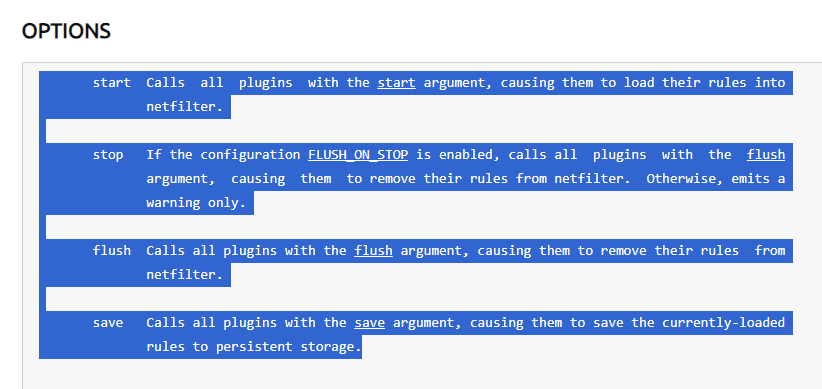 OPTIONS
start Calls all plugins with the start argument, causing them to load their rules into
netfilter.
stop If the configuration FLUSH_ON_STOP is enabled, calls all plugins with the flush
argument, causing them to remove their rules from netfilter. Otherwise, emits a
warning only.
flush Calls all plugins with the flush argument, causing them to remove their rules from
netfilter.
save Calls all plugins with the save argument, causing them to save the currently-loaded
rules to persistent storage.